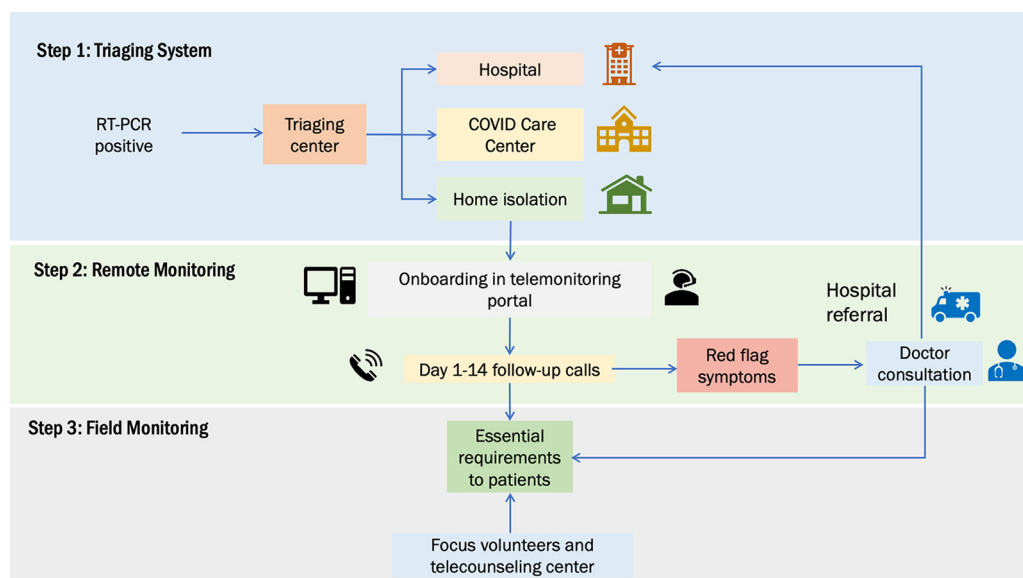 Step 1: Triaging System
Hospital
RT-PCR
positive
Triaging
center
COVID Care
Center
Home isolation
Step 2: Remote Monitoring
Onboarding in telemonitoring
portal
Hospital
referral
Day 1-14 follow-up calls
Red flag
symptoms
Doctor
consultation
Step 3: Field Monitoring
Essential
requirements
to patients
Focus volunteers and
telecounseling center